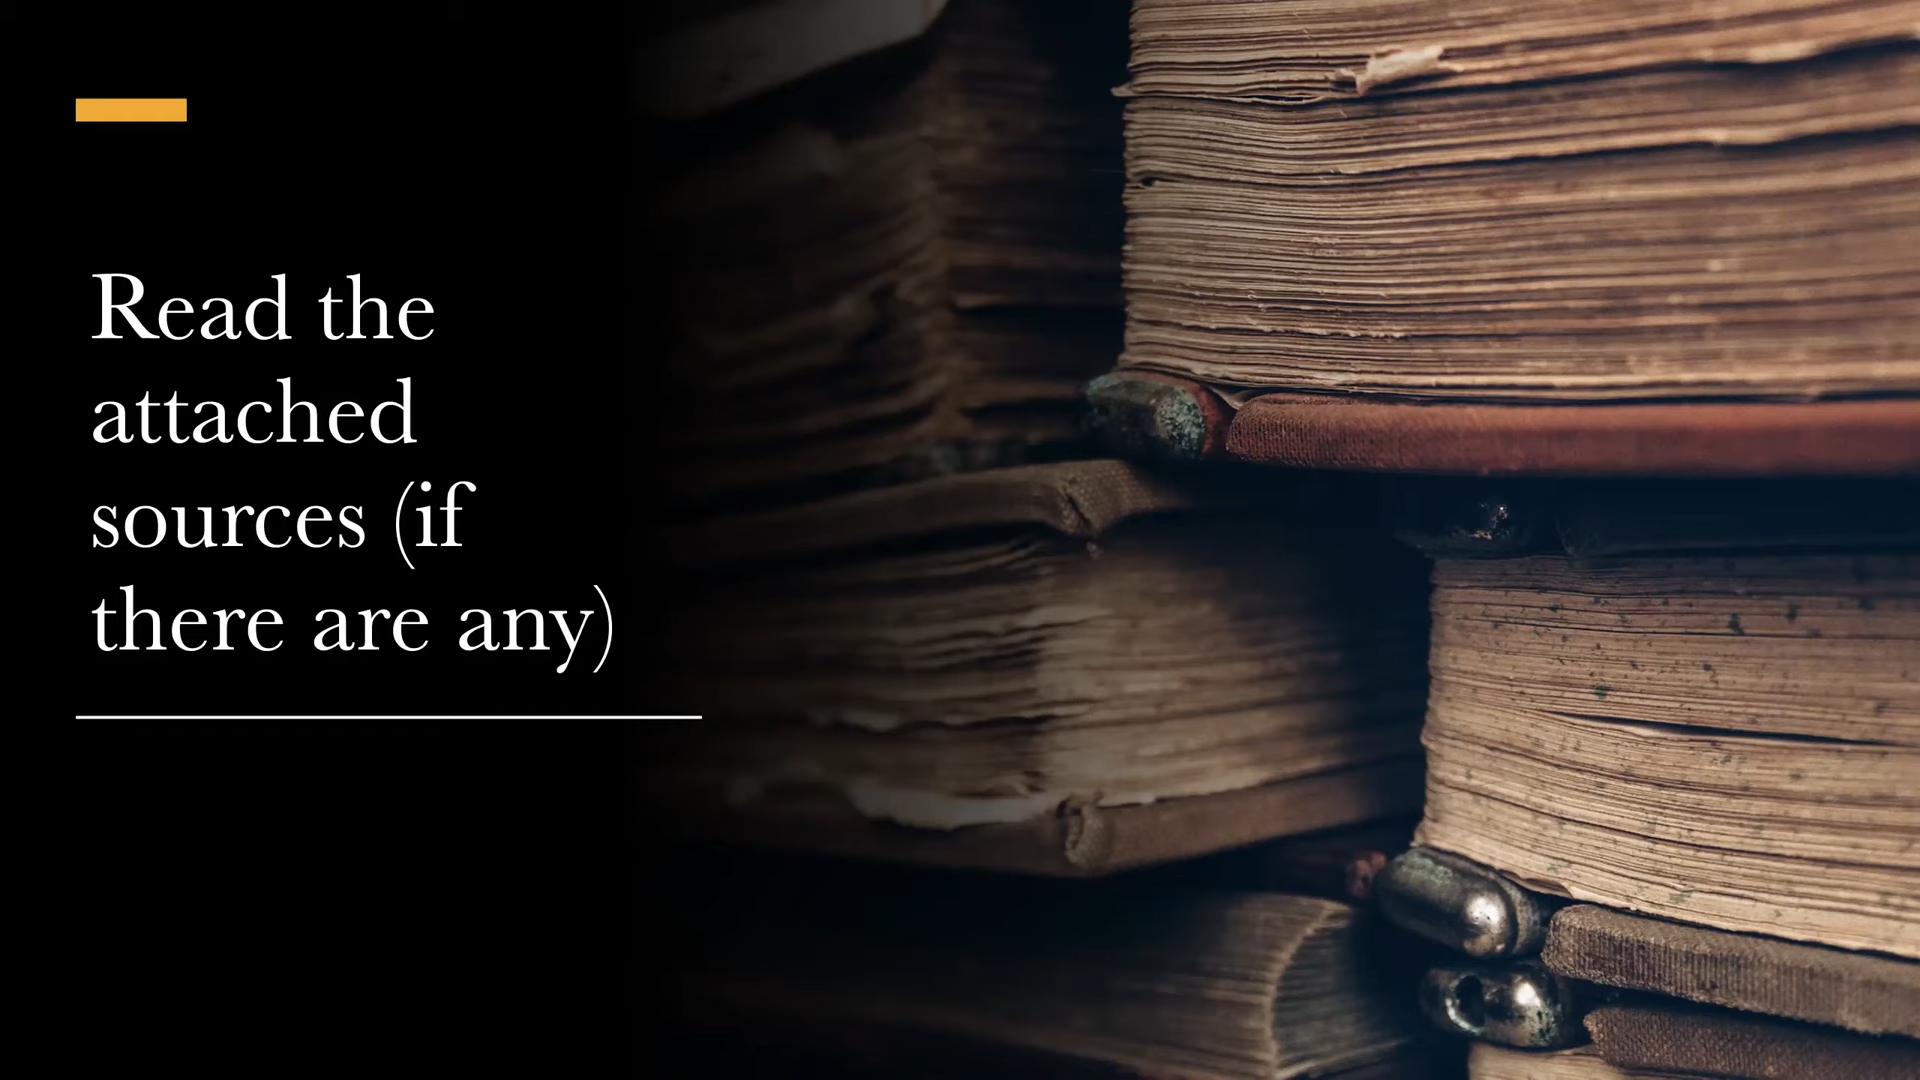 Read the
attached
sources (if
there are any)